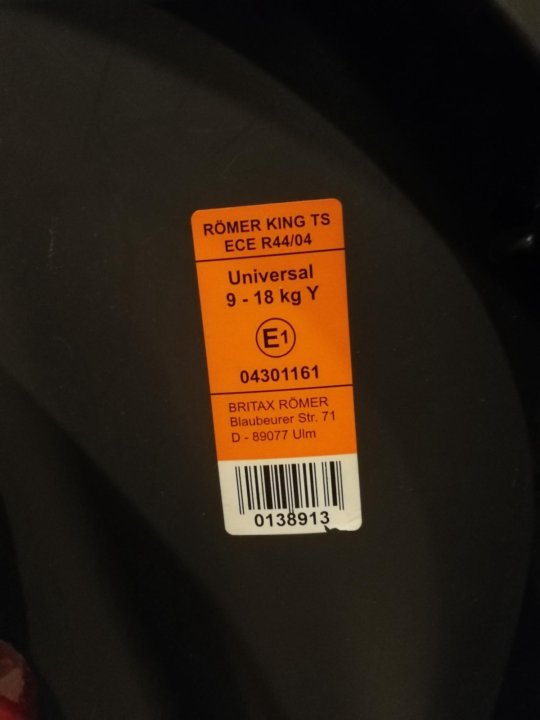 RÖMER KING TS
ECE R44/04
Universal
9 - 18 kg Y
E1
04301161
BRITAX RÖMER
Blaubeurer Str. 71
D - 89077 Ulm
0138913